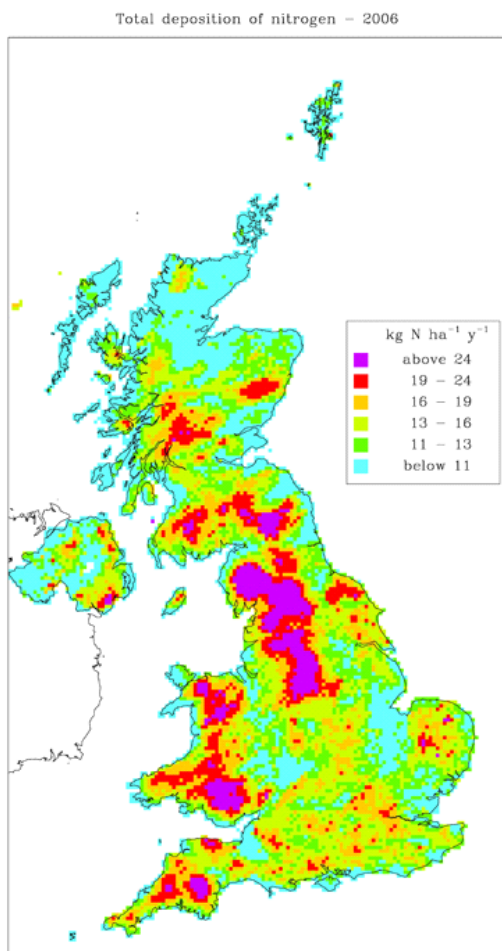 Total deposition of nitrogen – 2006
kg N ha⁻¹ y⁻¹
above 24
19 – 24
16 – 19
13 – 16
11 – 13
below 11